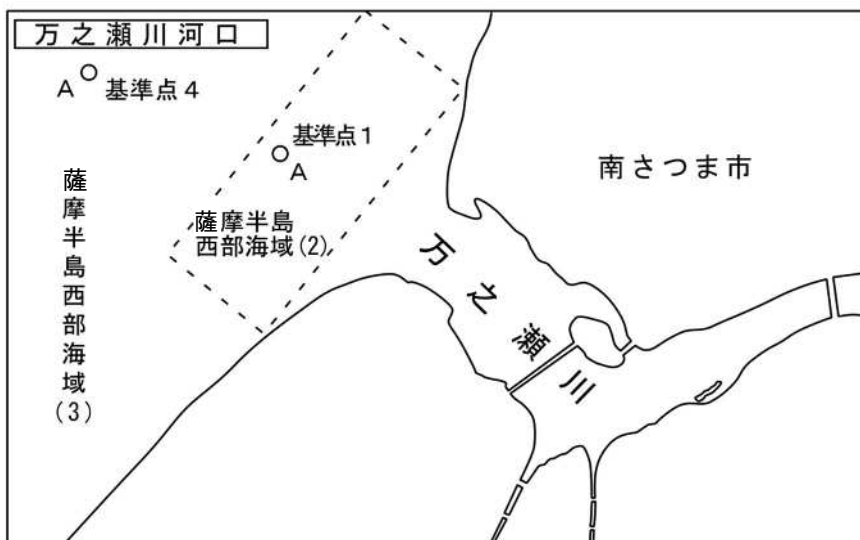 万之瀬川河口
A 基準点4
基準点1
A
南さつま市
薩摩半島
西部海域(2)
薩摩半島西部海域(3)
万之瀬川